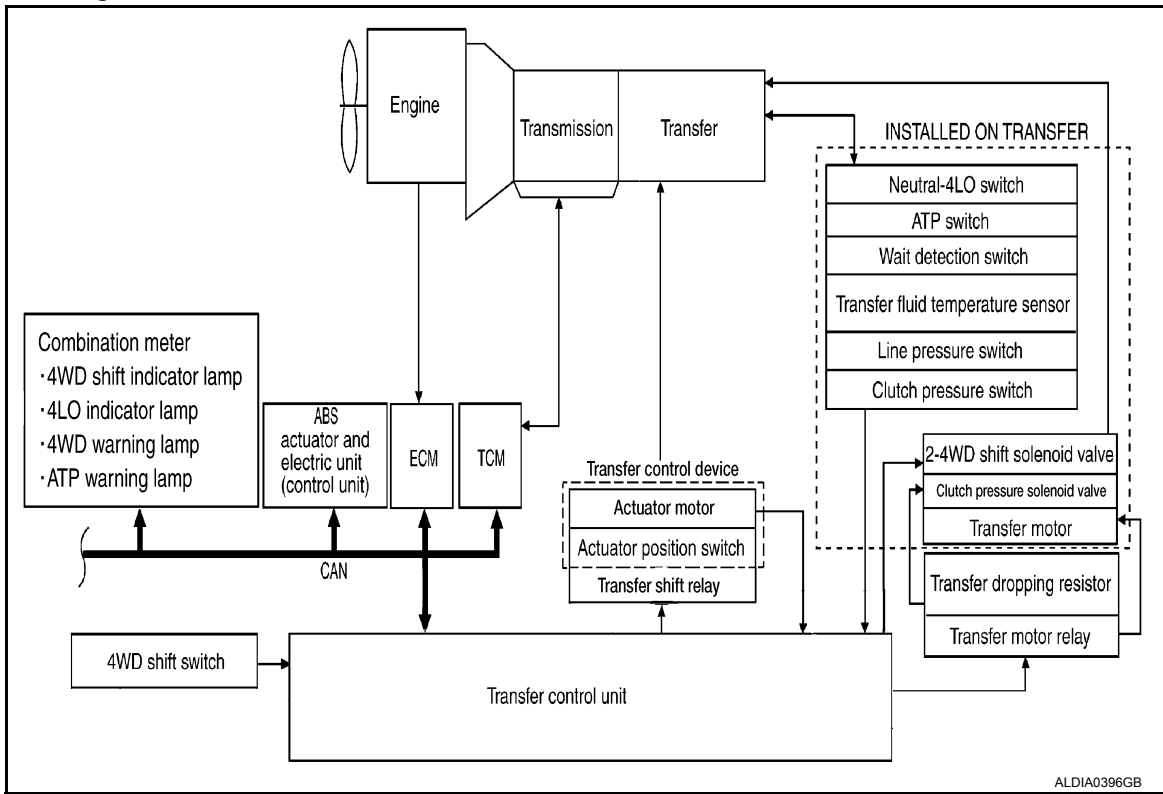 Engine
Transmission
Transfer
INSTALLED ON TRANSFER
Neutral-4LO switch
ATP switch
Wait detection switch
Transfer fluid temperature sensor
Line pressure switch
Clutch pressure switch
Combination meter
·4WD shift indicator lamp
·4LO indicator lamp
·4WD warning lamp
·ATP warning lamp
ABS
actuator and
electric unit
(control unit)
ECM
TCM
CAN
Transfer control device
Actuator motor
Actuator position switch
Transfer shift relay
2-4WD shift solenoid valve
Clutch pressure solenoid valve
Transfer motor
Transfer dropping resistor
Transfer motor relay
4WD shift switch
Transfer control unit
ALDIA0396GB